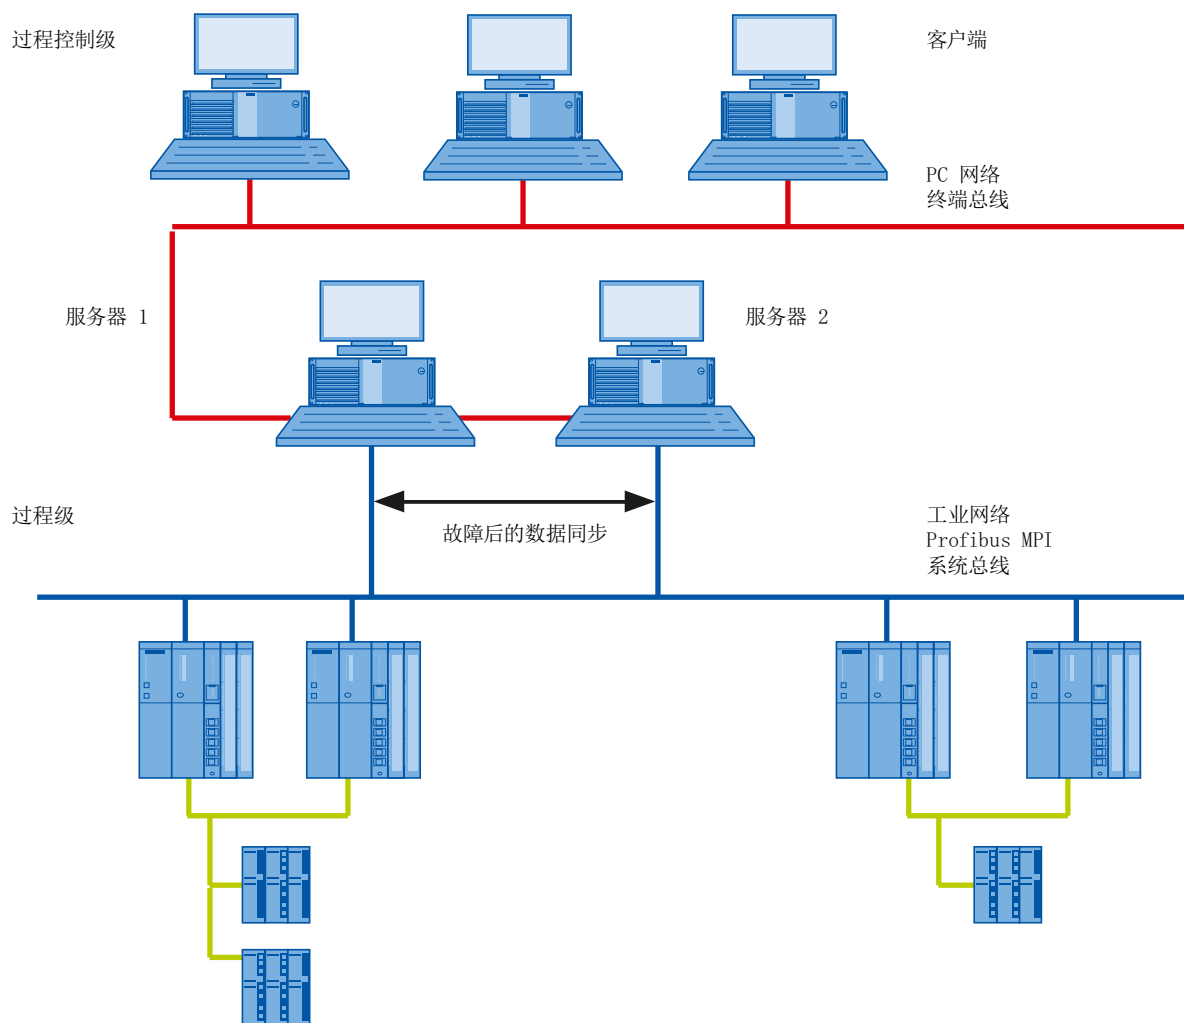 过程控制级
客户端
PC 网络
终端总线
服务器 1
服务器 2
过程级
故障后的数据同步
工业网络
Profibus MPI
系统总线